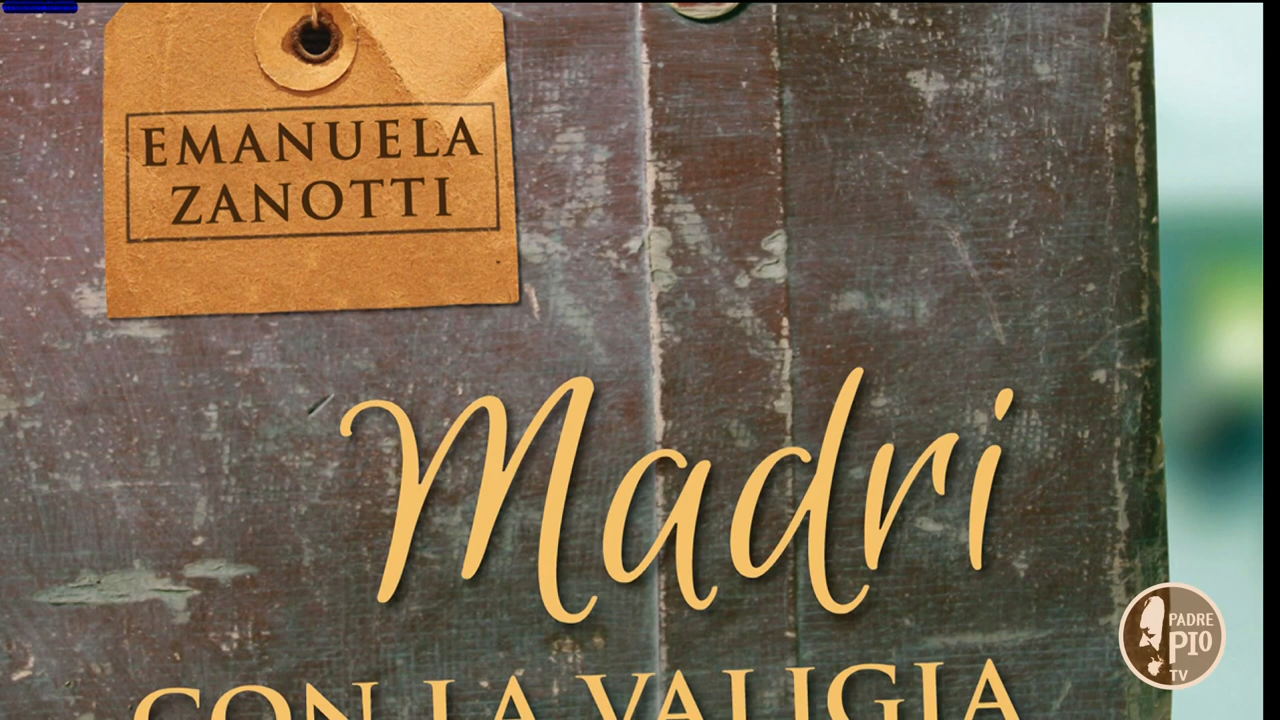 EMANUELA
ZANOTTI
Madri
CON LA VALIGIA
PADRE
PIO
TV